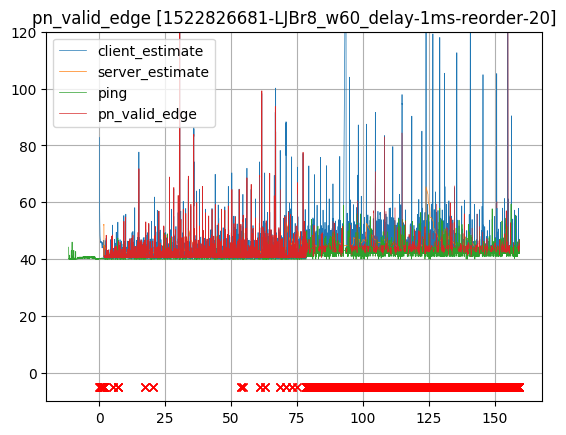 pn_valid_edge [1522826681-LJBr8_w60_delay-1ms-reorder-20]
120
100
80
60
40
20
0
client_estimate
server_estimate
ping
pn_valid_edge
0 25 50 75 100 125 150